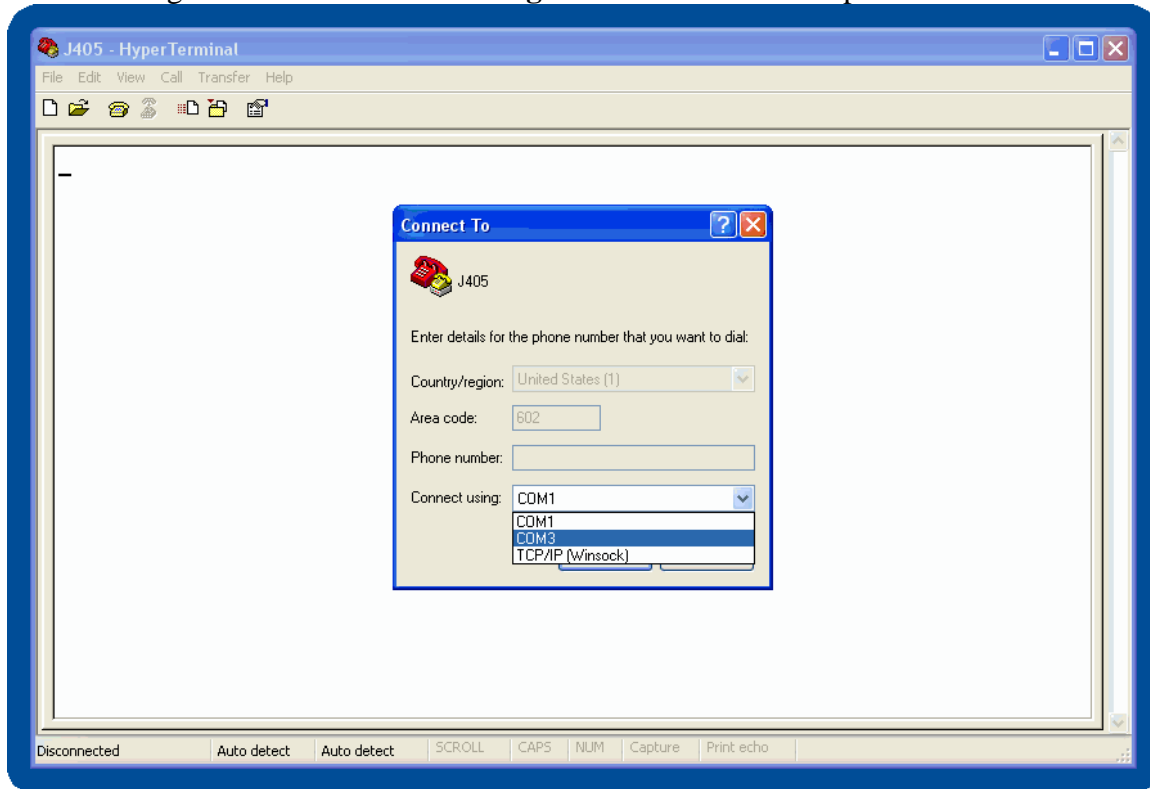 J405 - HyperTerminal
File Edit View Call Transfer Help
Connect To
J405
Enter details for the phone number that you want to dial:
Country/region: United States (1)
Area code: 602
Phone number:
Connect using: COM1
COM1
COM3
TCP/IP (Winsock)
Disconnected Auto detect Auto detect SCROLL CAPS NUM Capture Print echo